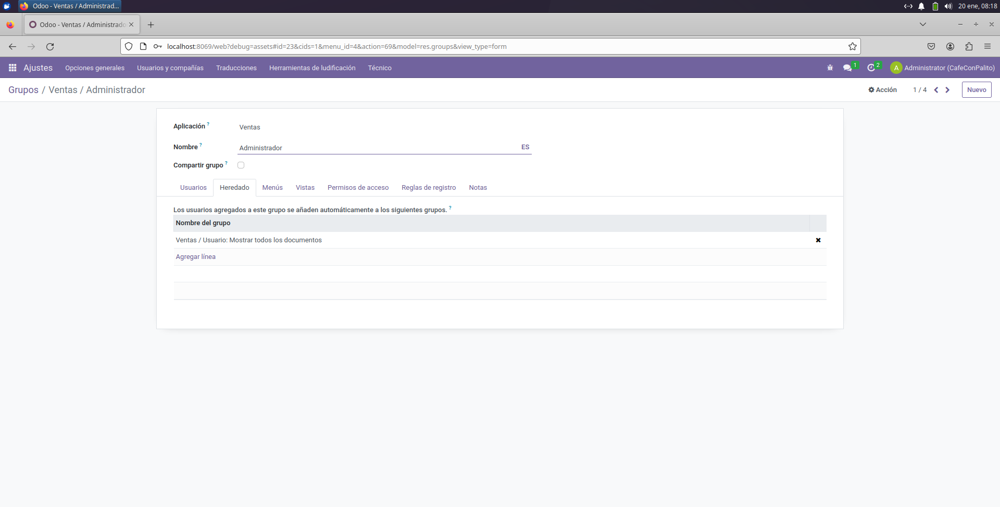 Odoo - Ventas / Administrad...
20 ene, 08:18
Odoo - Ventas / Administrado
localhost:8069/web?debug=assets#id=23&cids=1&menu_id=4&action=69&model=res.groups&view_type=form
Ajustes Opciones generales Usuarios y compañías Traducciones Herramientas de ludificación Técnico 1 2 A Administrator (CafeConPalito)
Grupos / Ventas / Administrador Acción 1 / 4 Nuevo
Aplicación ? Ventas
Nombre ? Administrador ES
Compartir grupo ?
Usuarios Heredado Menús Vistas Permisos de acceso Reglas de registro Notas
Los usuarios agregados a este grupo se añaden automáticamente a los siguientes grupos. ?
Nombre del grupo
Ventas / Usuario: Mostrar todos los documentos
Agregar línea